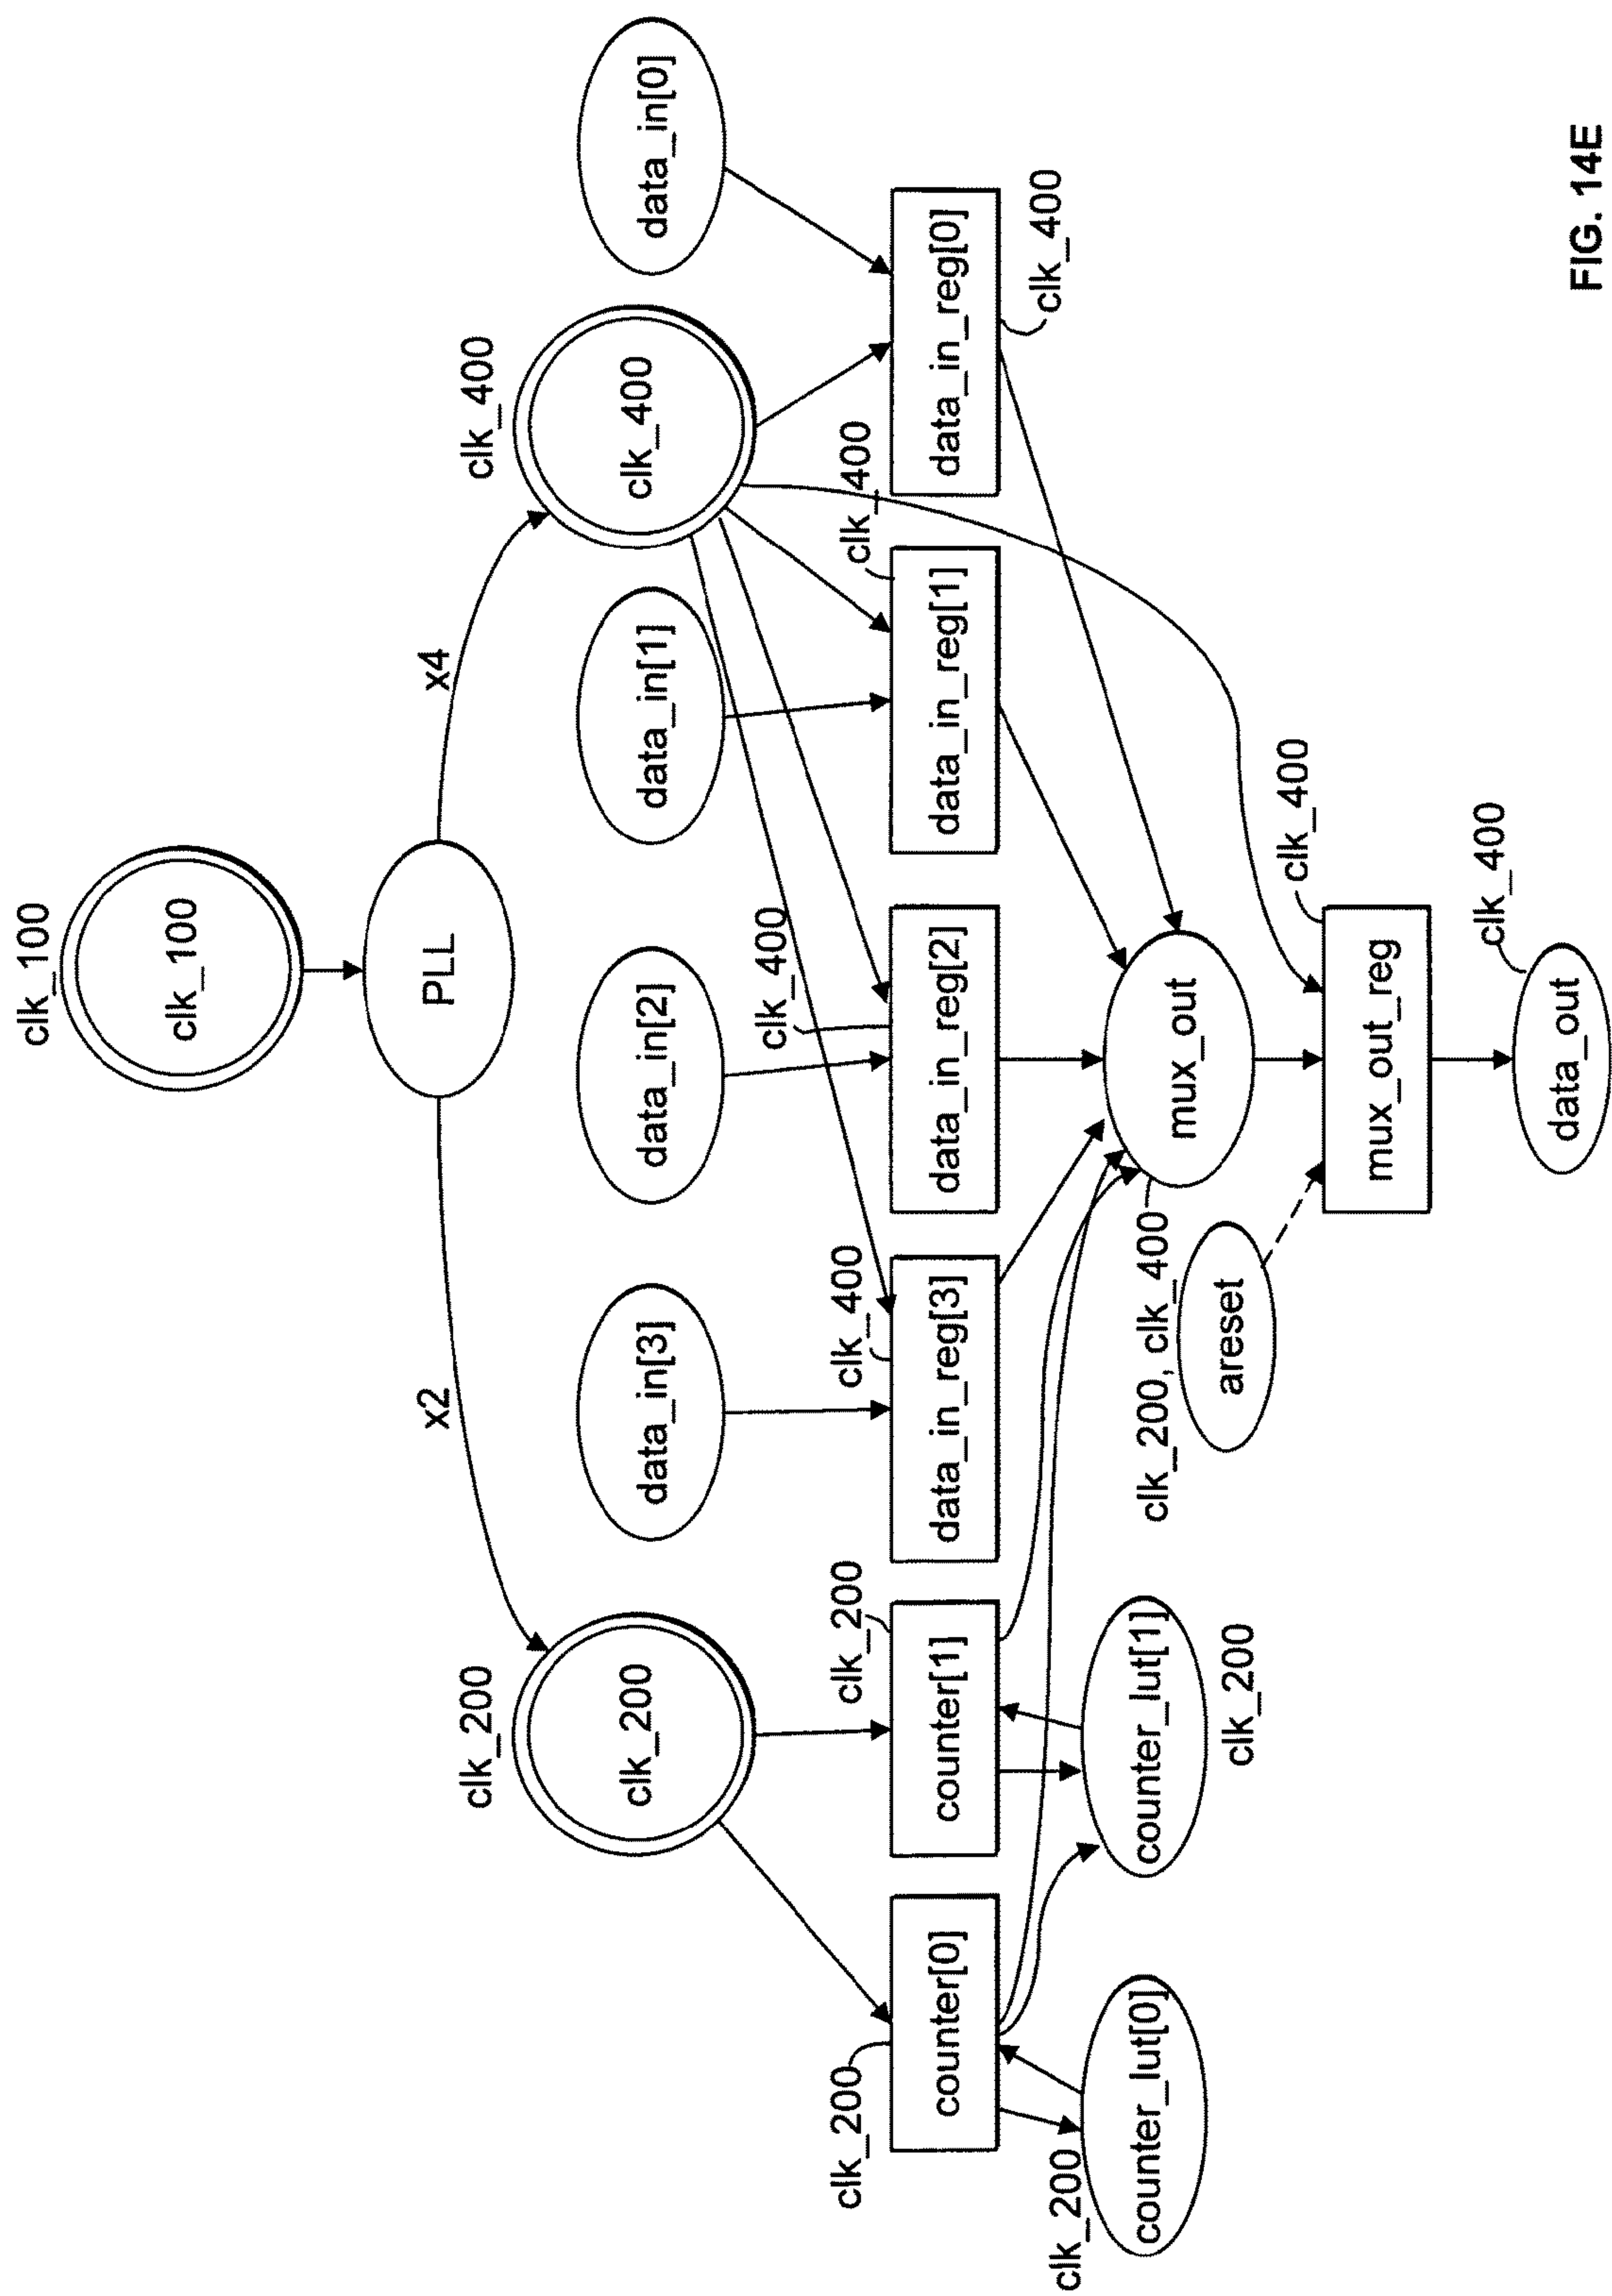 clk_100
clk_100
PLL
x2
x4
clk_200
clk_400
clk_200
clk_400
data_in[3]
data_in[2]
data_in[1]
data_in[0]
clk_200
clk_200
clk_400
clk_400
clk_400
counter[0]
counter[1]
data_in_reg[3]
data_in_reg[2]
data_in_reg[1]
data_in_reg[0]
clk_400
clk_200
counter_lut[0]
counter_lut[1]
clk_200
clk_200, clk_400
mux_out
areset
clk_400
mux_out_reg
clk_400
data_out
FIG. 14E